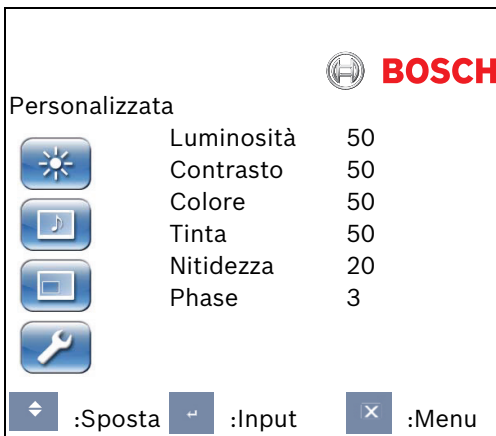 BOSCH
Personalizzata
Luminosità 50
Contrasto 50
Colore 50
Tinta 50
Nitidezza 20
Phase 3
:Sposta :Input :Menu